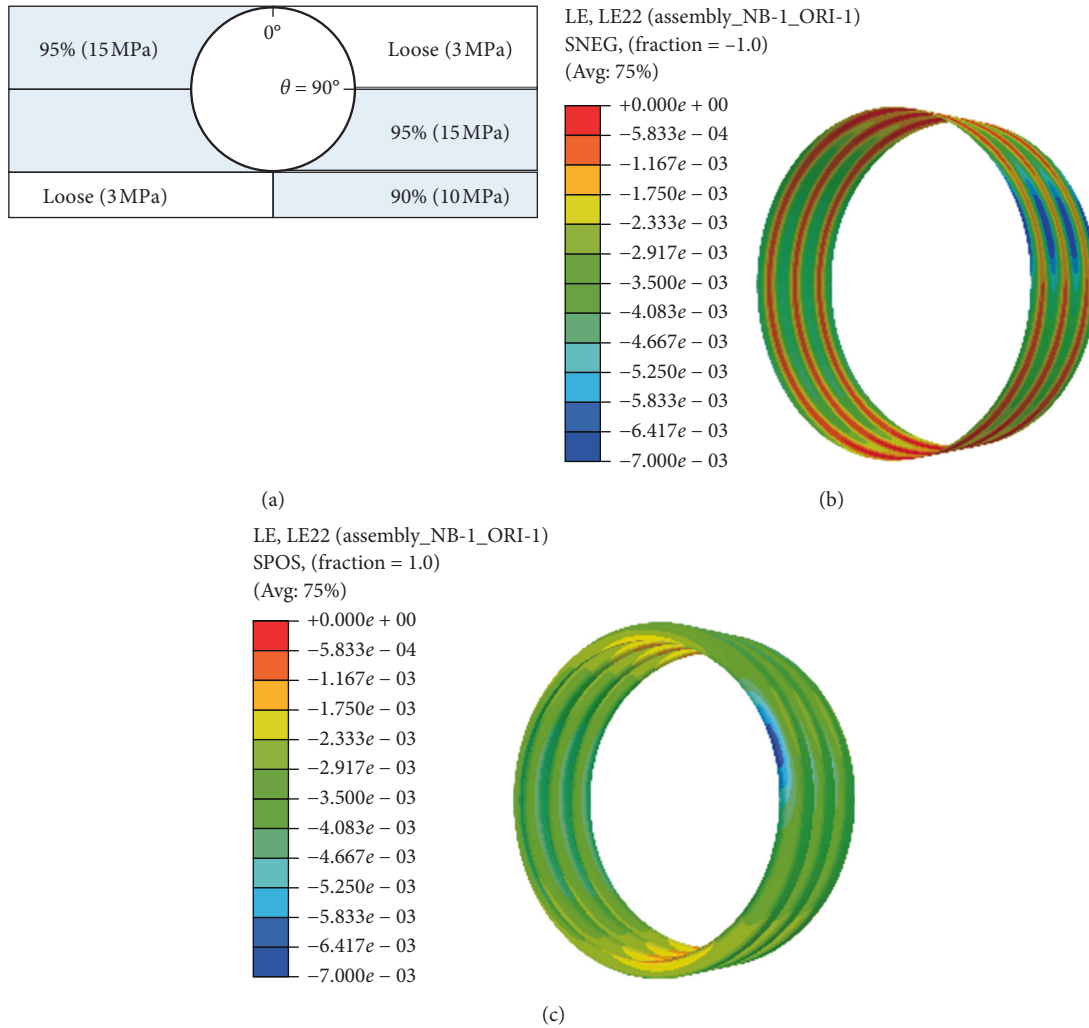 95% (15 MPa)
0°
Loose (3 MPa)
θ = 90°
95% (15 MPa)
Loose (3 MPa)
90% (10 MPa)
(a)
LE, LE22 (assembly_NB-1_ORI-1)
SNEG, (fraction = –1.0)
(Avg: 75%)
+0.000e + 00
–5.833e – 04
–1.167e – 03
–1.750e – 03
–2.333e – 03
–2.917e – 03
–3.500e – 03
–4.083e – 03
–4.667e – 03
–5.250e – 03
–5.833e – 03
–6.417e – 03
–7.000e – 03
(b)
LE, LE22 (assembly_NB-1_ORI-1)
SPOS, (fraction = 1.0)
(Avg: 75%)
+0.000e + 00
–5.833e – 04
–1.167e – 03
–1.750e – 03
–2.333e – 03
–2.917e – 03
–3.500e – 03
–4.083e – 03
–4.667e – 03
–5.250e – 03
–5.833e – 03
–6.417e – 03
–7.000e – 03
(c)